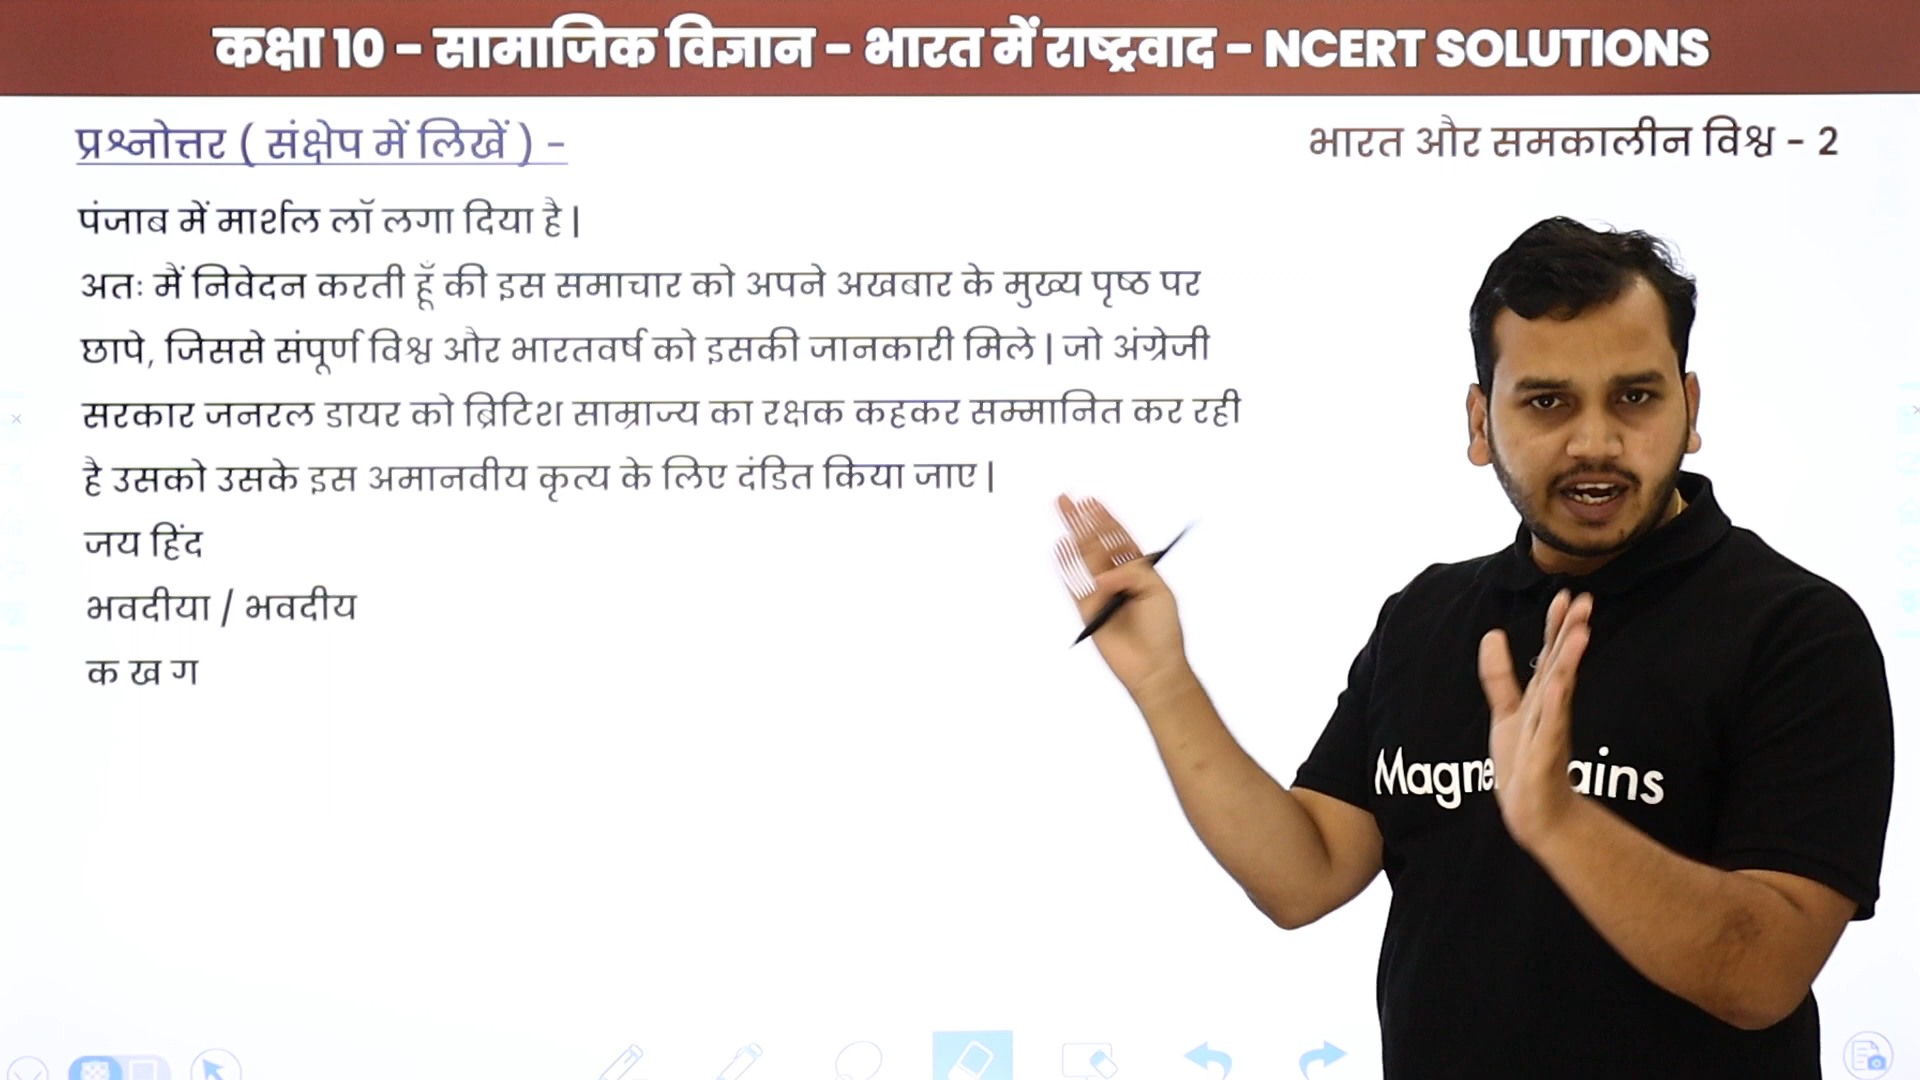 कक्षा 10 – सामाजिक विज्ञान – भारत में राष्ट्रवाद – NCERT SOLUTIONS
प्रश्नोत्तर ( संक्षेप में लिखें ) –
भारत और समकालीन विश्व - 2
पंजाब में मार्शल लॉ लगा दिया है |
अतः मैं निवेदन करती हूँ की इस समाचार को अपने अखबार के मुख्य पृष्ठ पर
छापे, जिससे संपूर्ण विश्व और भारतवर्ष को इसकी जानकारी मिले | जो अंग्रेजी
सरकार जनरल डायर को ब्रिटिश साम्राज्य का रक्षक कहकर सम्मानित कर रही
है उसको उसके इस अमानवीय कृत्य के लिए दंडित किया जाए |
जय हिंद
भवदीया / भवदीय
क ख ग